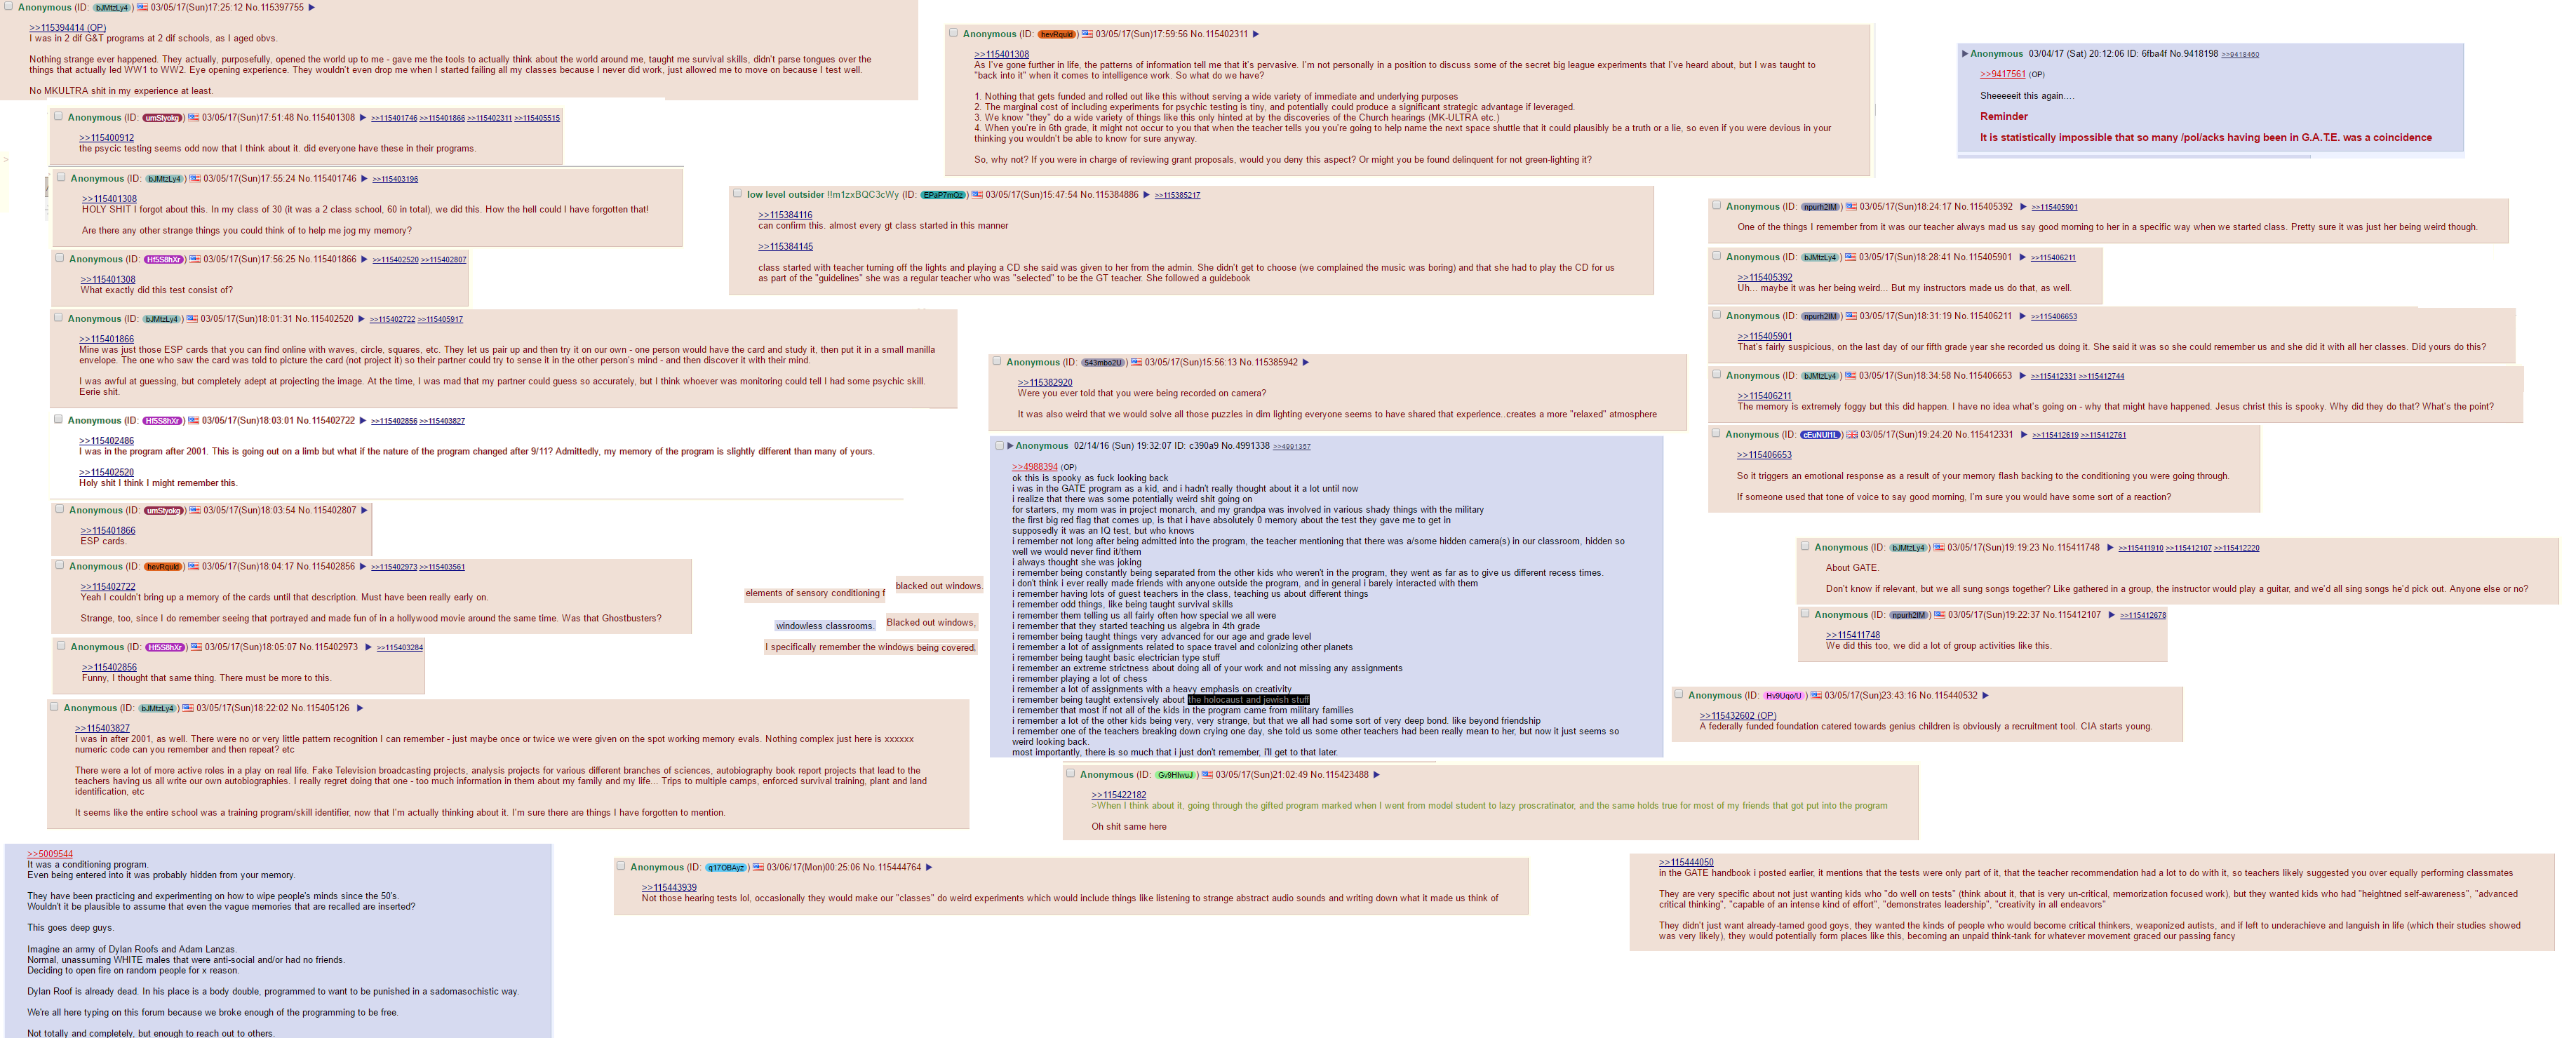 Anonymous (ID: bJMtzLy4) 03/05/17(Sun)17:25:12 No.115397755 ▶
>>115394414 (OP)
I was in 2 dif G&T programs at 2 dif schools, as I aged obvs.
Nothing strange ever happened. They actually, purposefully, opened the world up to me - gave me the tools to actually think about the world around me, taught me survival skills, didn't parse tongues over the
things that actually led WW1 to WW2. Eye opening experience. They wouldn't even drop me when I started failing all my classes because I never did work, just allowed me to move on because I test well.
No MKULTRA shit in my experience at least.
Anonymous (ID: umStyokg) 03/05/17(Sun)17:51:48 No.115401308 ▶ >>115401746 >>115401866 >>115402311 >>115405515
>>115400912
the psycic testing seems odd now that I think about it. did everyone have these in their programs.
>
Anonymous (ID: bJMtzLy4) 03/05/17(Sun)17:55:24 No.115401746 ▶ >>115403196
>>115401308
HOLY SHIT I forgot about this. In my class of 30 (it was a 2 class school, 60 in total), we did this. How the hell could I have forgotten that!
Are there any other strange things you could think of to help me jog my memory?
Anonymous (ID: Hf5S8hXr) 03/05/17(Sun)17:56:25 No.115401866 ▶ >>115402520 >>115402807
>>115401308
What exactly did this test consist of?
Anonymous (ID: bJMtzLy4) 03/05/17(Sun)18:01:31 No.115402520 ▶ >>115402722 >>115405917
>>115401866
Mine was just those ESP cards that you can find online with waves, circle, squares, etc. They let us pair up and then try it on our own - one person would have the card and study it, then put it in a small manilla
envelope. The one who saw the card was told to picture the card (not project it) so their partner could try to sense it in the other person's mind - and then discover it with their mind.
I was awful at guessing, but completely adept at projecting the image. At the time, I was mad that my partner could guess so accurately, but I think whoever was monitoring could tell I had some psychic skill.
Eerie shit.
Anonymous (ID: Hf5S8hXr) 03/05/17(Sun)18:03:01 No.115402722 ▶ >>115402856 >>115403827
>>115402486
I was in the program after 2001. This is going out on a limb but what if the nature of the program changed after 9/11? Admittedly, my memory of the program is slightly different than many of yours.
>>115402520
Holy shit I think I might remember this.
Anonymous (ID: umStyokg) 03/05/17(Sun)18:03:54 No.115402807 ▶
>>115401866
ESP cards.
Anonymous (ID: hevRquld) 03/05/17(Sun)18:04:17 No.115402856 ▶ >>115402973 >>115403561
>>115402722
Yeah I couldn't bring up a memory of the cards until that description. Must have been really early on.
Strange, too, since I do remember seeing that portrayed and made fun of in a hollywood movie around the same time. Was that Ghostbusters?
Anonymous (ID: Hf5S8hXr) 03/05/17(Sun)18:05:07 No.115402973 ▶ >>115403284
>>115402856
Funny, I thought that same thing. There must be more to this.
Anonymous (ID: bJMtzLy4) 03/05/17(Sun)18:22:02 No.115405126 ▶
>>115403827
I was in after 2001, as well. There were no or very little pattern recognition I can remember - just maybe once or twice we were given on the spot working memory evals. Nothing complex just here is xxxxxx
numeric code can you remember and then repeat? etc
There were a lot of more active roles in a play on real life. Fake Television broadcasting projects, analysis projects for various different branches of sciences, autobiography book report projects that lead to the
teachers having us all write our own autobiographies. I really regret doing that one - too much information in them about my family and my life... Trips to multiple camps, enforced survival training, plant and land
identification, etc
It seems like the entire school was a training program/skill identifier, now that I'm actually thinking about it. I'm sure there are things I have forgotten to mention.
>>5009544
It was a conditioning program.
Even being entered into it was probably hidden from your memory.
They have been practicing and experimenting on how to wipe people's minds since the 50's.
Wouldn't it be plausible to assume that even the vague memories that are recalled are inserted?
This goes deep guys.
Imagine an army of Dylan Roofs and Adam Lanzas.
Normal, unassuming WHITE males that were anti-social and/or had no friends.
Deciding to open fire on random people for x reason.
Dylan Roof is already dead. In his place is a body double, programmed to want to be punished in a sadomasochistic way.
We're all here typing on this forum because we broke enough of the programming to be free.
Not totally and completely, but enough to reach out to others.
Anonymous (ID: hevRquld) 03/05/17(Sun)17:59:56 No.115402311 ▶
>>115401308
As I've gone further in life, the patterns of information tell me that it's pervasive. I'm not personally in a position to discuss some of the secret big league experiments that I've heard about, but I was taught to
"back into it" when it comes to intelligence work. So what do we have?
1. Nothing that gets funded and rolled out like this without serving a wide variety of immediate and underlying purposes
2. The marginal cost of including experiments for psychic testing is tiny, and potentially could produce a significant strategic advantage if leveraged.
3. We know "they" do a wide variety of things like this only hinted at by the discoveries of the Church hearings (MK-ULTRA etc.)
4. When you're in 6th grade, it might not occur to you that when the teacher tells you you're going to help name the next space shuttle that it could plausibly be a truth or a lie, so even if you were devious in your
thinking you wouldn't be able to know for sure anyway.
So, why not? If you were in charge of reviewing grant proposals, would you deny this aspect? Or might you be found delinquent for not green-lighting it?
low level outsider !!m1zxBQC3cWy (ID: EPaP7mQz) 03/05/17(Sun)15:47:54 No.115384886 ▶ >>115385217
>>115384116
can confirm this. almost every gt class started in this manner
>>115384145
class started with teacher turning off the lights and playing a CD she said was given to her from the admin. She didn't get to choose (we complained the music was boring) and that she had to play the CD for us
as part of the "guidelines" she was a regular teacher who was "selected" to be the GT teacher. She followed a guidebook
Anonymous (ID: 543mbo2U) 03/05/17(Sun)15:56:13 No.115385942 ▶
>>115382920
Were you ever told that you were being recorded on camera?
It was also weird that we would solve all those puzzles in dim lighting everyone seems to have shared that experience..creates a more "relaxed" atmosphere
▶Anonymous 02/14/16 (Sun) 19:32:07 ID: c390a9 No.4991338 >>4991357
>>4988394 (OP)
ok this is spooky as fuck looking back
i was in the GATE program as a kid, and i hadn't really thought about it a lot until now
i realize that there was some potentially weird shit going on
for starters, my mom was in project monarch, and my grandpa was involved in various shady things with the military
the first big red flag that comes up, is that i have absolutely 0 memory about the test they gave me to get in
supposedly it was an IQ test, but who knows
i remember not long after being admitted into the program, the teacher mentioning that there was a/some hidden camera(s) in our classroom, hidden so
well we would never find it/them
i always thought she was joking
i remember being constantly being separated from the other kids who weren't in the program, they went as far as to give us different recess times.
i don't think i ever really made friends with anyone outside the program, and in general i barely interacted with them
i remember having lots of guest teachers in the class, teaching us about different things
i remember odd things, like being taught survival skills
i remember them telling us all fairly often how special we all were
i remember that they started teaching us algebra in 4th grade
i remember being taught things very advanced for our age and grade level
i remember a lot of assignments related to space travel and colonizing other planets
i remember being taught basic electrician type stuff
i remember an extreme strictness about doing all of your work and not missing any assignments
i remember playing a lot of chess
i remember a lot of assignments with a heavy emphasis on creativity
i remember being taught extensively about the holocaust and jewish stuff
i remember that most if not all of the kids in the program came from military families
i remember a lot of the other kids being very, very strange, but that we all had some sort of very deep bond. like beyond friendship
i remember one of the teachers breaking down crying one day, she told us some other teachers had been really mean to her, but now it just seems so
weird looking back.
most importantly, there is so much that i just don't remember, i'll get to that later.
elements of sensory conditioning f
blacked out windows.
windowless classrooms.
Blacked out windows,
I specifically remember the windows being covered.
Anonymous (ID: Gv9HIwuJ) 03/05/17(Sun)21:02:49 No.115423488 ▶
>>115422182
>When I think about it, going through the gifted program marked when I went from model student to lazy proscratinator, and the same holds true for most of my friends that got put into the program
Oh shit same here
Anonymous (ID: q17OBAyz) 03/06/17(Mon)00:25:06 No.115444764 ▶
>>115443939
Not those hearing tests lol, occasionally they would make our "classes" do weird experiments which would include things like listening to strange abstract audio sounds and writing down what it made us think of
▶Anonymous 03/04/17 (Sat) 20:12:06 ID: 6fba4f No.9418198 >>9418460
>>9417561 (OP)
Sheeeeeit this again....
Reminder
It is statistically impossible that so many /pol/acks having been in G.A.T.E. was a coincidence
Anonymous (ID: npurh2IM) 03/05/17(Sun)18:24:17 No.115405392 ▶ >>115405901
One of the things I remember from it was our teacher always mad us say good morning to her in a specific way when we started class. Pretty sure it was just her being weird though.
Anonymous (ID: bJMtzLy4) 03/05/17(Sun)18:28:41 No.115405901 ▶ >>115406211
>>115405392
Uh... maybe it was her being weird... But my instructors made us do that, as well.
Anonymous (ID: npurh2IM) 03/05/17(Sun)18:31:19 No.115406211 ▶ >>115406653
>>115405901
That's fairly suspicious, on the last day of our fifth grade year she recorded us doing it. She said it was so she could remember us and she did it with all her classes. Did yours do this?
Anonymous (ID: bJMtzLy4) 03/05/17(Sun)18:34:58 No.115406653 ▶ >>115412331 >>115412744
>>115406211
The memory is extremely foggy but this did happen. I have no idea what's going on - why that might have happened. Jesus christ this is spooky. Why did they do that? What's the point?
Anonymous (ID: cEuNUl1L) 03/05/17(Sun)19:24:20 No.115412331 ▶ >>115412619 >>115412761
>>115406653
So it triggers an emotional response as a result of your memory flash backing to the conditioning you were going through.
If someone used that tone of voice to say good morning, I'm sure you would have some sort of a reaction?
Anonymous (ID: bJMtzLy4) 03/05/17(Sun)19:19:23 No.115411748 ▶ >>115411910 >>115412107 >>115412220
About GATE.
Don't know if relevant, but we all sung songs together? Like gathered in a group, the instructor would play a guitar, and we'd all sing songs he'd pick out. Anyone else or no?
Anonymous (ID: npurh2IM) 03/05/17(Sun)19:22:37 No.115412107 ▶ >>115412678
>>115411748
We did this too, we did a lot of group activities like this.
Anonymous (ID: Hv9Uqo/U) 03/05/17(Sun)23:43:16 No.115440532 ▶
>>115432602 (OP)
A federally funded foundation catered towards genius children is obviously a recruitment tool. CIA starts young.
>>115444050
in the GATE handbook i posted earlier, it mentions that the tests were only part of it, that the teacher recommendation had a lot to do with it, so teachers likely suggested you over equally performing classmates
They are very specific about not just wanting kids who "do well on tests" (think about it, that is very un-critical, memorization focused work), but they wanted kids who had "heightned self-awareness", "advanced
critical thinking", "capable of an intense kind of effort", "demonstrates leadership", "creativity in all endeavors"
They didn't just want already-tamed good goys, they wanted the kinds of people who would become critical thinkers, weaponized autists, and if left to underachieve and languish in life (which their studies showed
was very likely), they would potentially form places like this, becoming an unpaid think-tank for whatever movement graced our passing fancy